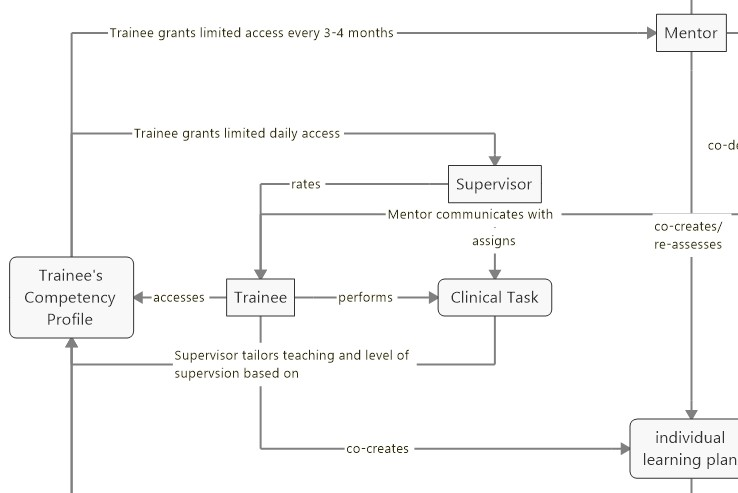 Trainee grants limited access every 3-4 months
Mentor
Trainee grants limited daily access
co-de
rates
Supervisor
Mentor communicates with
co-creates/
re-assesses
assigns
Trainee's
Competency
Profile
accesses
Trainee
performs
Clinical Task
Supervisor tailors teaching and level of
supervsion based on
co-creates
individual
learning plan